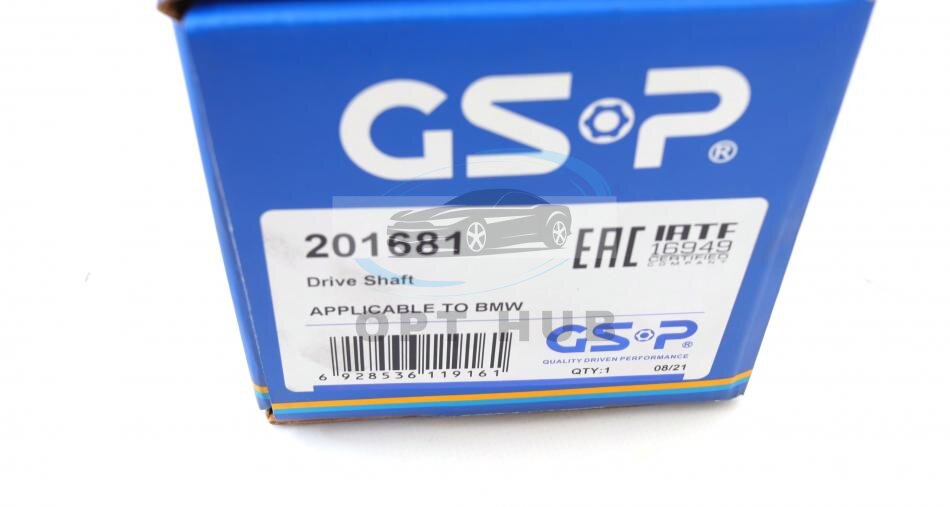 GSP®
201681
Drive Shaft
APPLICABLE TO BMW
EAC
IATF
16949
CERTIFIED
COMPANY
OPT HUB
GSP®
QUALITY DRIVEN PERFORMANCE
6 928536 119161
QTY:1 08/21